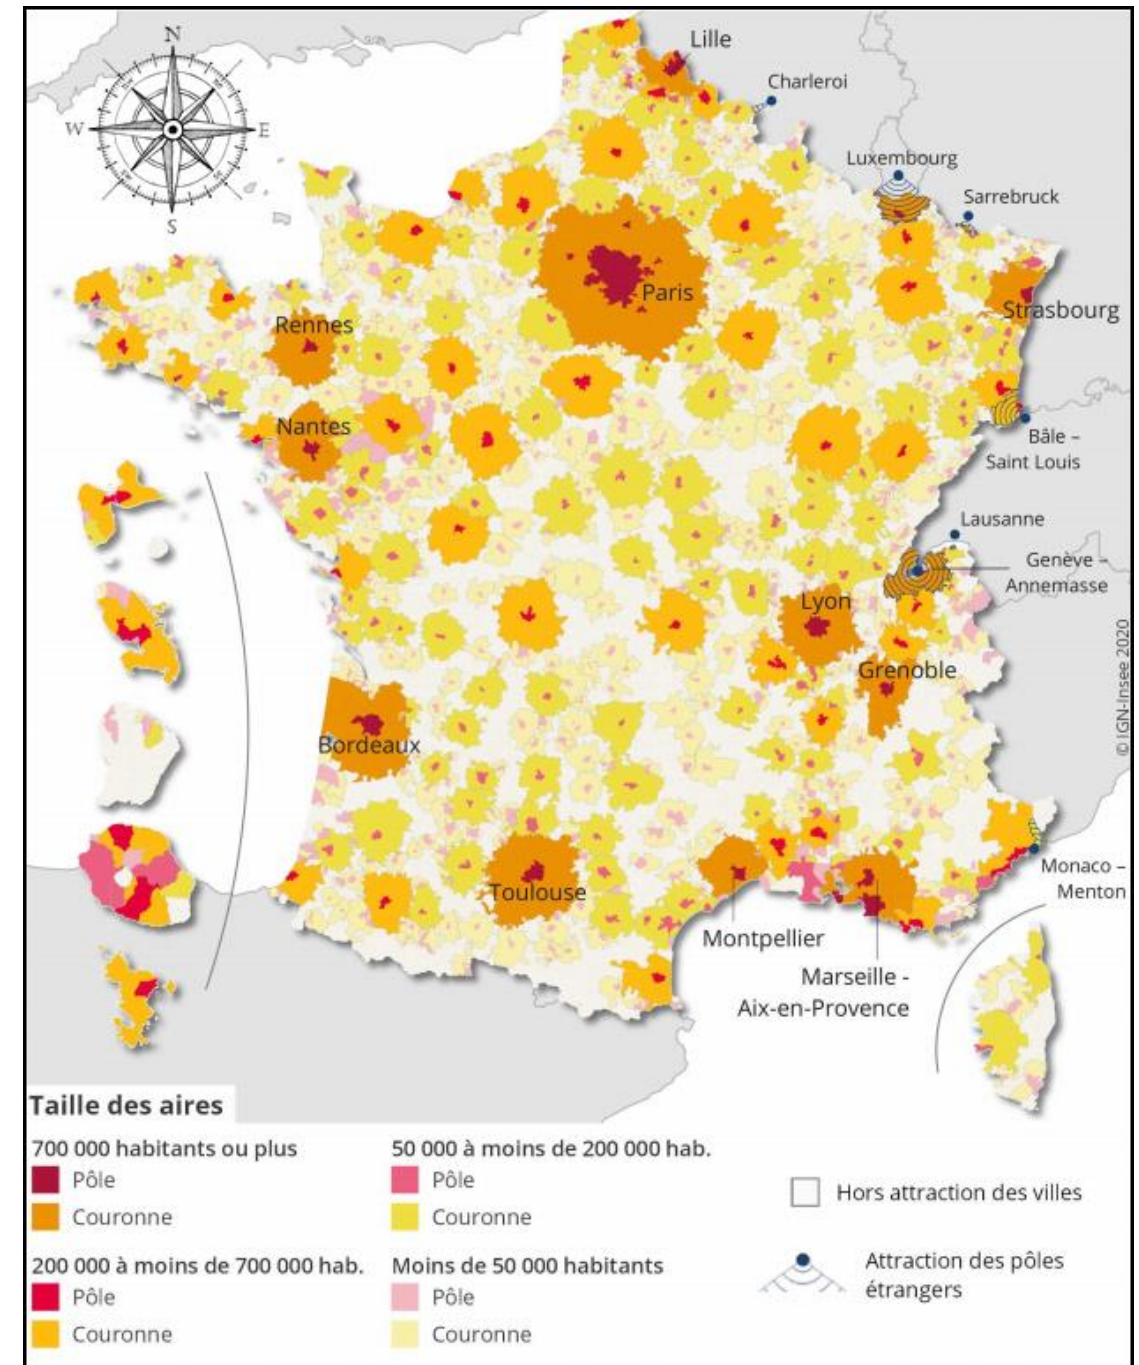 N
W
E
S
Lille
Charleroi
Luxembourg
Sarrebruck
Paris
Strasbourg
Rennes
Nantes
Bâle –
Saint Louis
Lausanne
Genève –
Annemasse
Lyon
Grenoble
Bordeaux
© IGN-Insee 2020
Toulouse
Monaco –
Menton
Montpellier
Marseille -
Aix-en-Provence
Taille des aires
700 000 habitants ou plus
Pôle
Couronne
200 000 à moins de 700 000 hab.
Pôle
Couronne
50 000 à moins de 200 000 hab.
Pôle
Couronne
Moins de 50 000 habitants
Pôle
Couronne
Hors attraction des villes
Attraction des pôles
étrangers